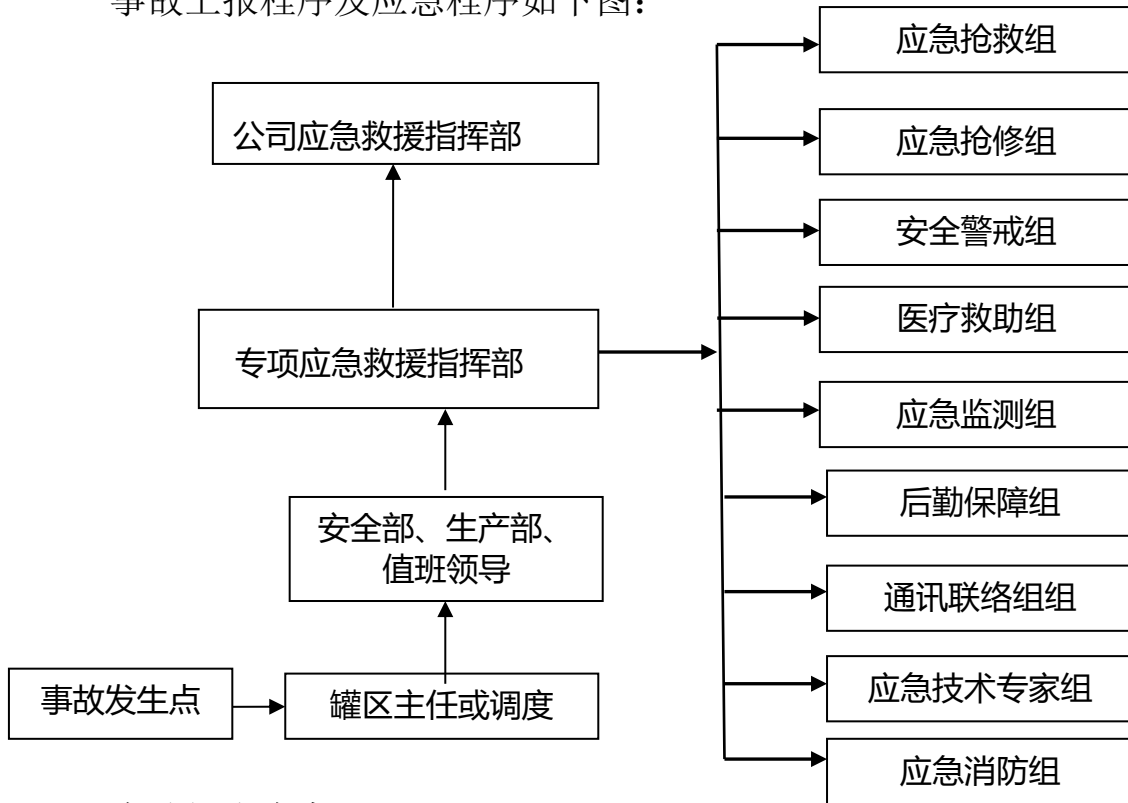 事故上报程序及应急程序如下图：
公司应急救援指挥部
专项应急救援指挥部
安全部、生产部、
值班领导
事故发生点
罐区主任或调度
应急抢救组
应急抢修组
安全警戒组
医疗救助组
应急监测组
后勤保障组
通讯联络组组
应急技术专家组
应急消防组